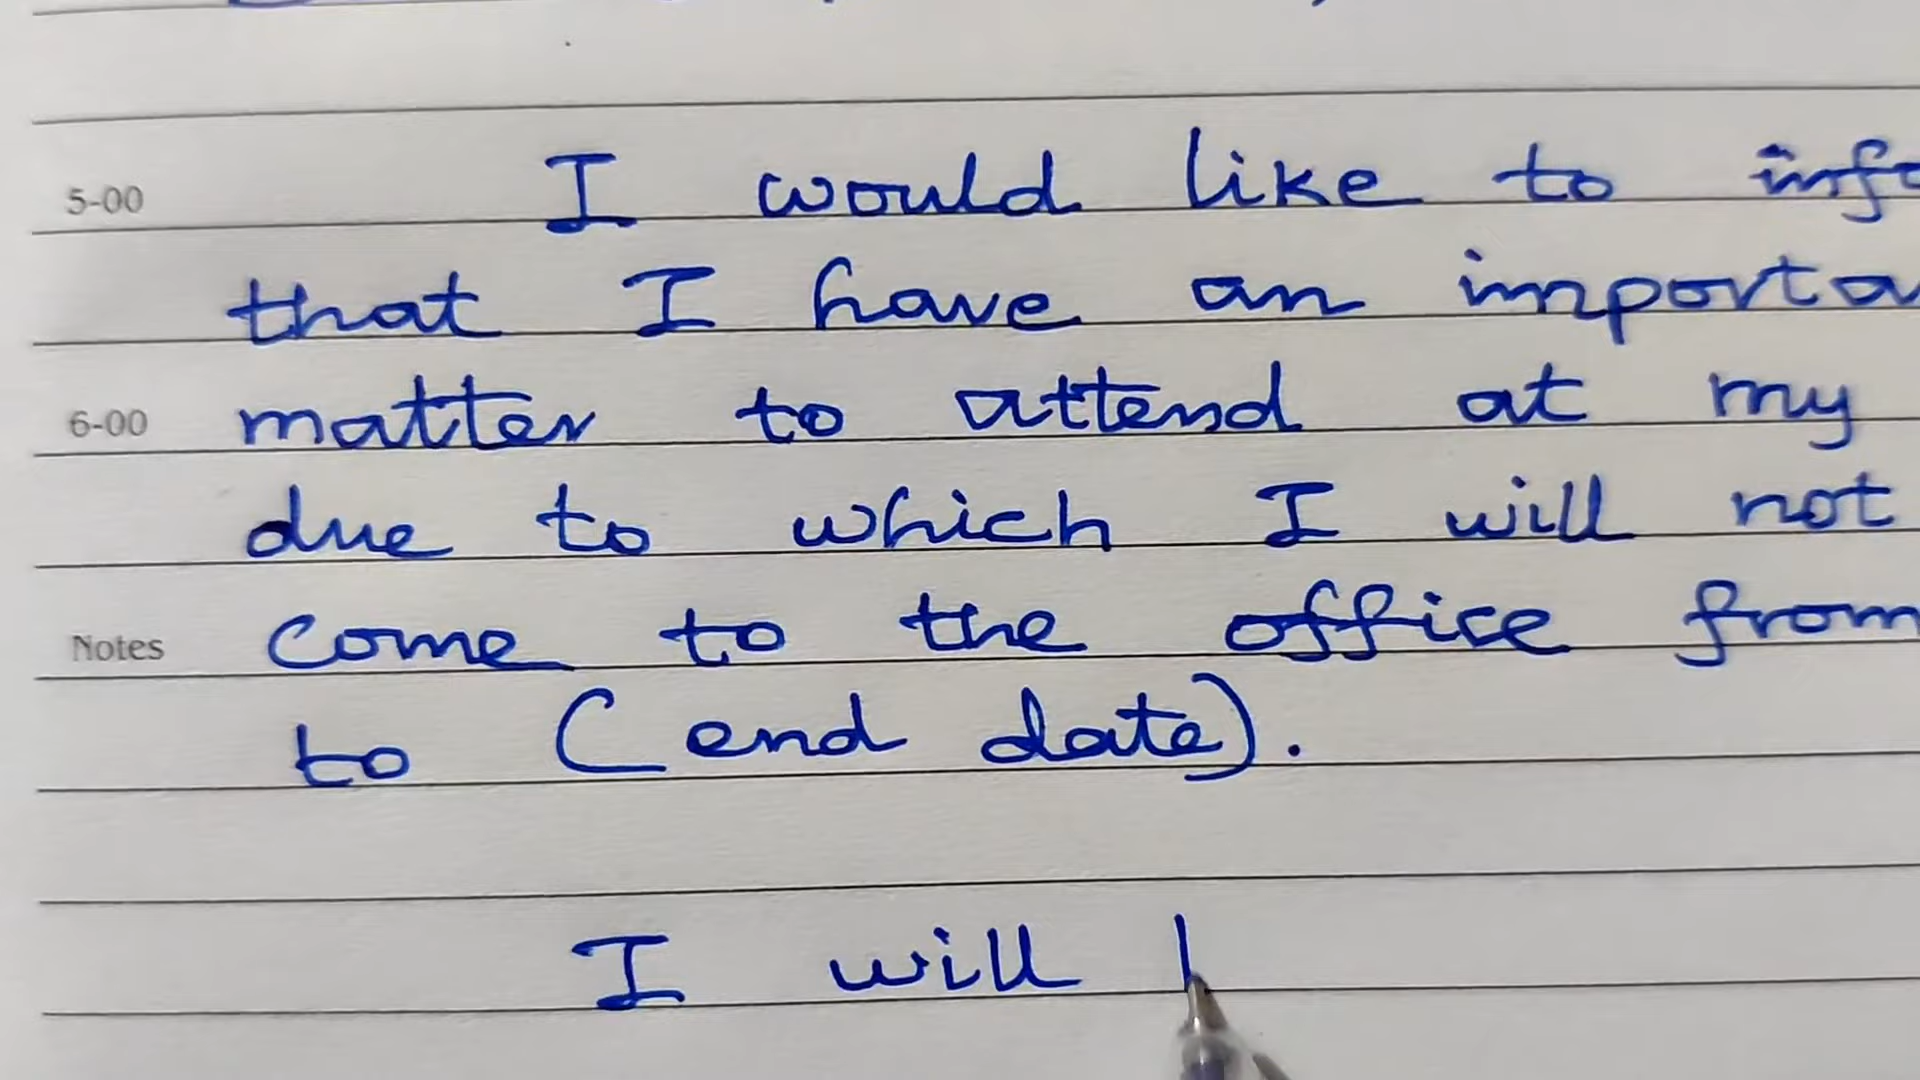 5-00 I would like to
that I have an
6-00 matter to attend at my
due to which I will not
Notes come to the office from
to (end date).
I will